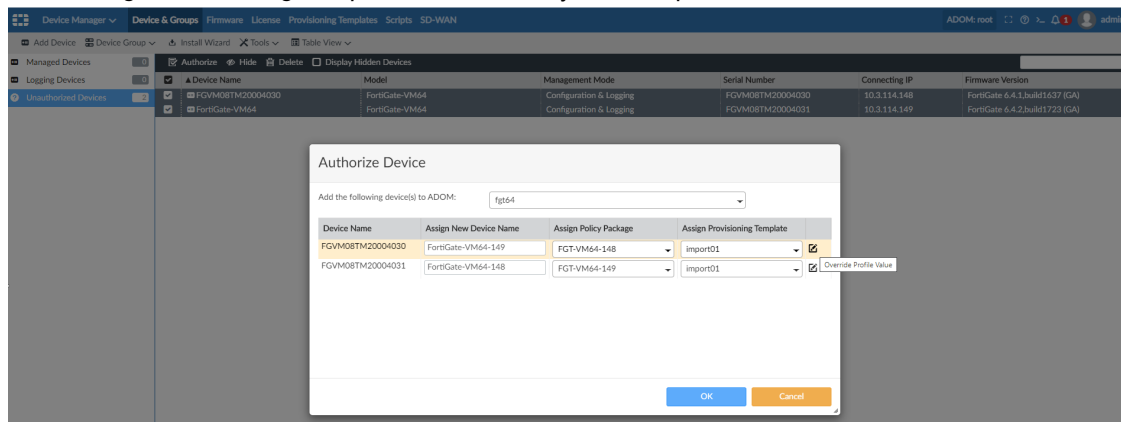 Device Manager Device & Groups Firmware License Provisioning Templates Scripts SD-WAN ADOM: root 1
Add Device Device Group Install Wizard Tools Table View
Managed Devices 0 Authorize Hide Delete Display Hidden Devices
Logging Devices 0 Device Name Model Management Mode Serial Number Connecting IP Firmware Version
Unauthorized Devices 2 FGVM08TM20004030 FortiGate-VM64 Configuration & Logging FGVM08TM20004030 10.3.114.148 FortiGate 6.4.1,build1637 (GA)
FortiGate-VM64 FortiGate-VM64 Configuration & Logging FGVM08TM20004031 10.3.114.149 FortiGate 6.4.2,build1723 (GA)
Authorize Device
Add the following device(s) to ADOM: fgt64
Device Name Assign New Device Name Assign Policy Package Assign Provisioning Template
FGVM08TM20004030 FortiGate-VM64-149 FGT-VM64-148 import01
FGVM08TM20004031 FortiGate-VM64-148 FGT-VM64-149 import01
Override Profile Value
OK Cancel